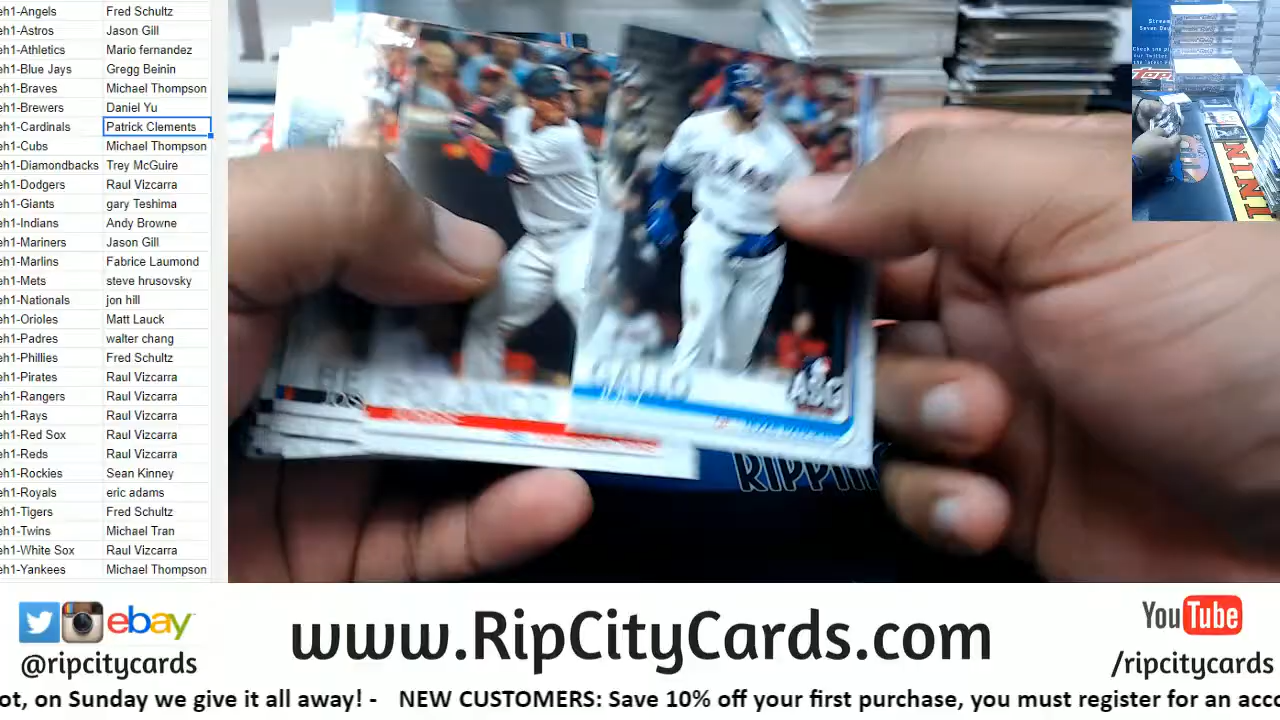 eh1-Angels Fred Schultz
eh1-Astros Jason Gill
eh1-Athletics Mario fernandez
eh1-Blue Jays Gregg Beinin
eh1-Braves Michael Thompson
eh1-Brewers Daniel Yu
eh1-Cardinals Patrick Clements
eh1-Cubs Michael Thompson
eh1-Diamondbacks Trey McGuire
eh1-Dodgers Raul Vizcarra
eh1-Giants gary Teshima
eh1-Indians Andy Browne
eh1-Mariners Jason Gill
eh1-Marlins Fabrice Laumond
eh1-Mets steve hrusovsky
eh1-Nationals jon hill
eh1-Orioles Matt Lauck
eh1-Padres walter chang
eh1-Phillies Fred Schultz
eh1-Pirates Raul Vizcarra
eh1-Rangers Raul Vizcarra
eh1-Rays Raul Vizcarra
eh1-Red Sox Raul Vizcarra
eh1-Reds Raul Vizcarra
eh1-Rockies Sean Kinney
eh1-Royals eric adams
eh1-Tigers Fred Schultz
eh1-Twins Michael Tran
eh1-White Sox Raul Vizcarra
eh1-Yankees Michael Thompson
GALLO
POLANCO
RIPPIN
ebay
@ripcitycards
www.RipCityCards.com
YouTube
/ripcitycards
ot, on Sunday we give it all away! - NEW CUSTOMERS: Save 10% off your first purchase, you must register for an acco